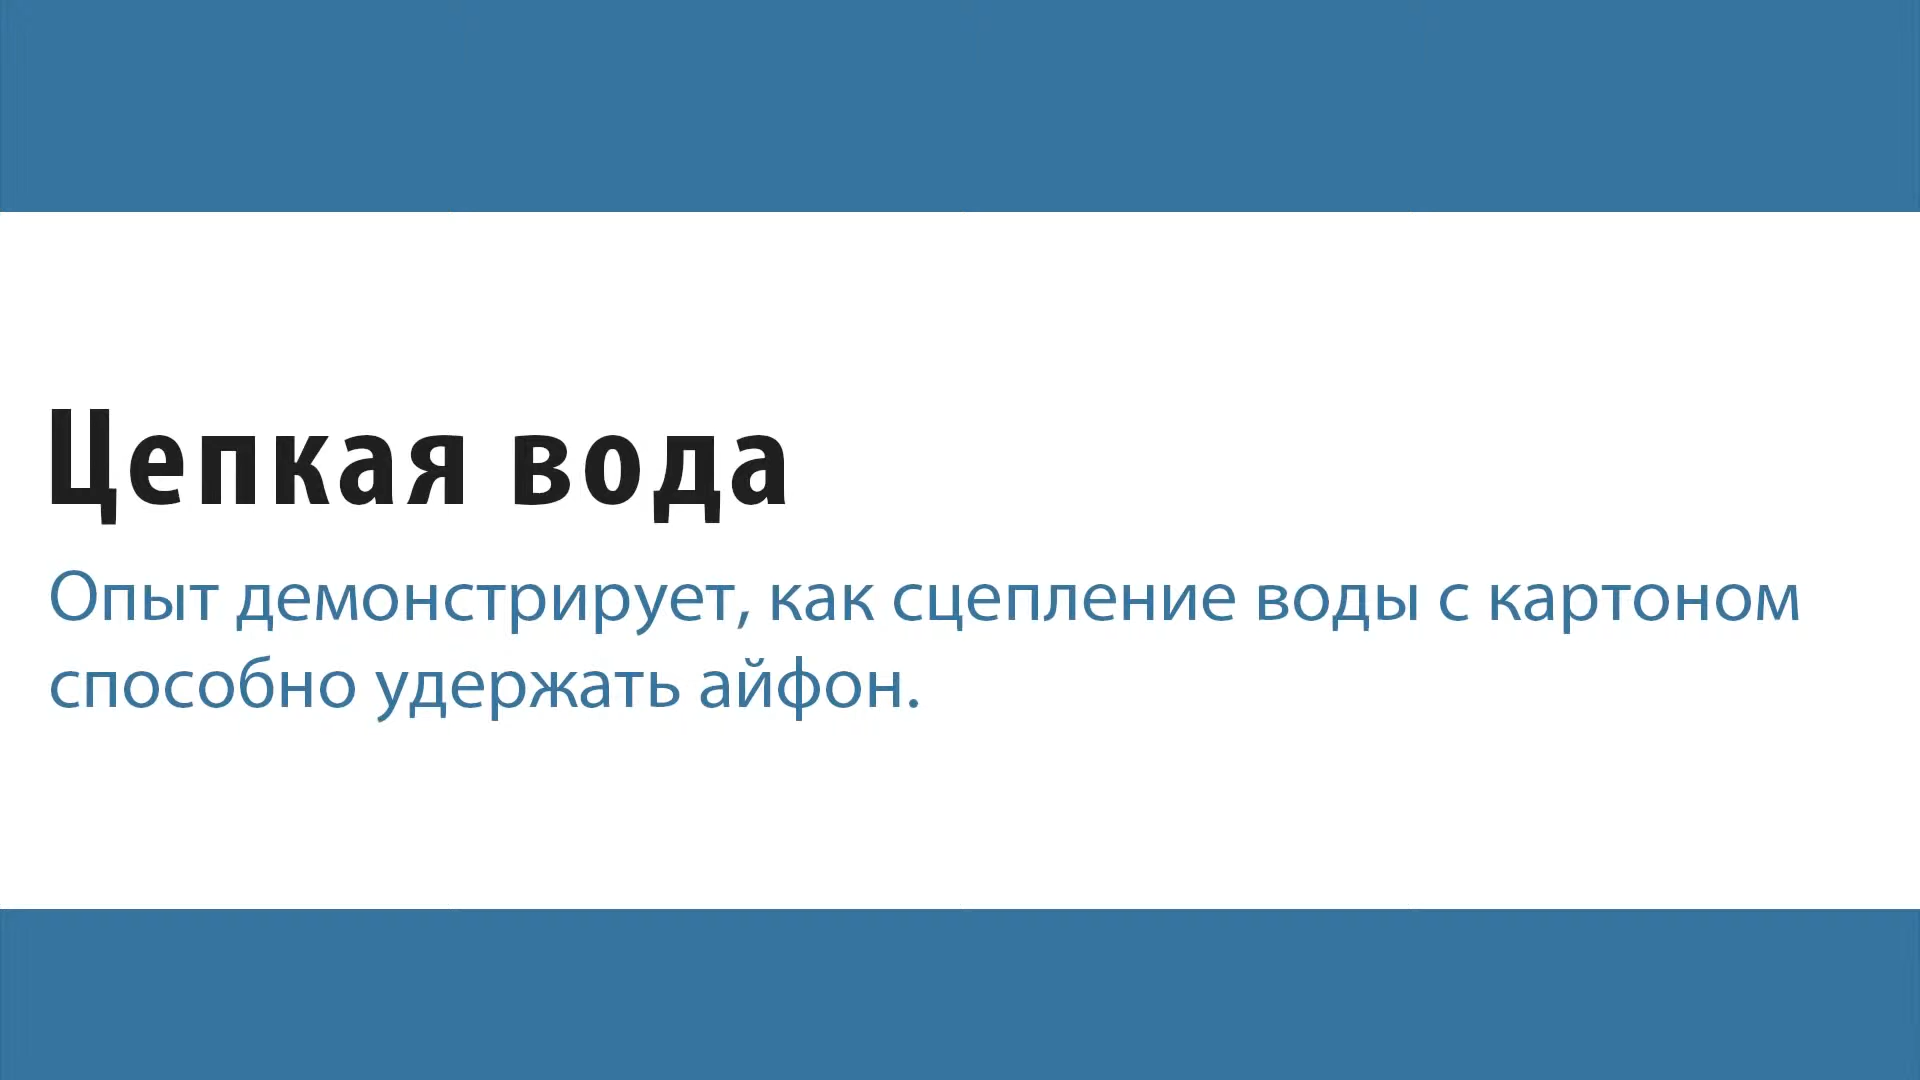 Цепкая вода
Опыт демонстрирует, как сцепление воды с картоном
способно удержать айфон.